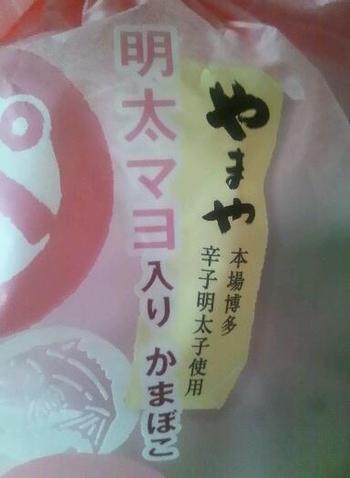 やまや
本場博多
辛子明太子使用
明太マヨ入り かまぼこ